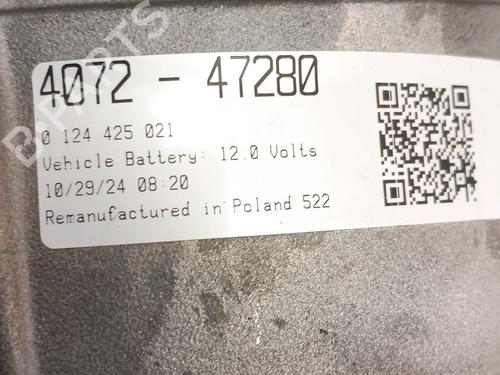 4072 - 47280
0 124 425 021
Vehicle Battery: 12.0 Volts
10/29/24 08:20
Remanufactured in Poland 522
B PARTS